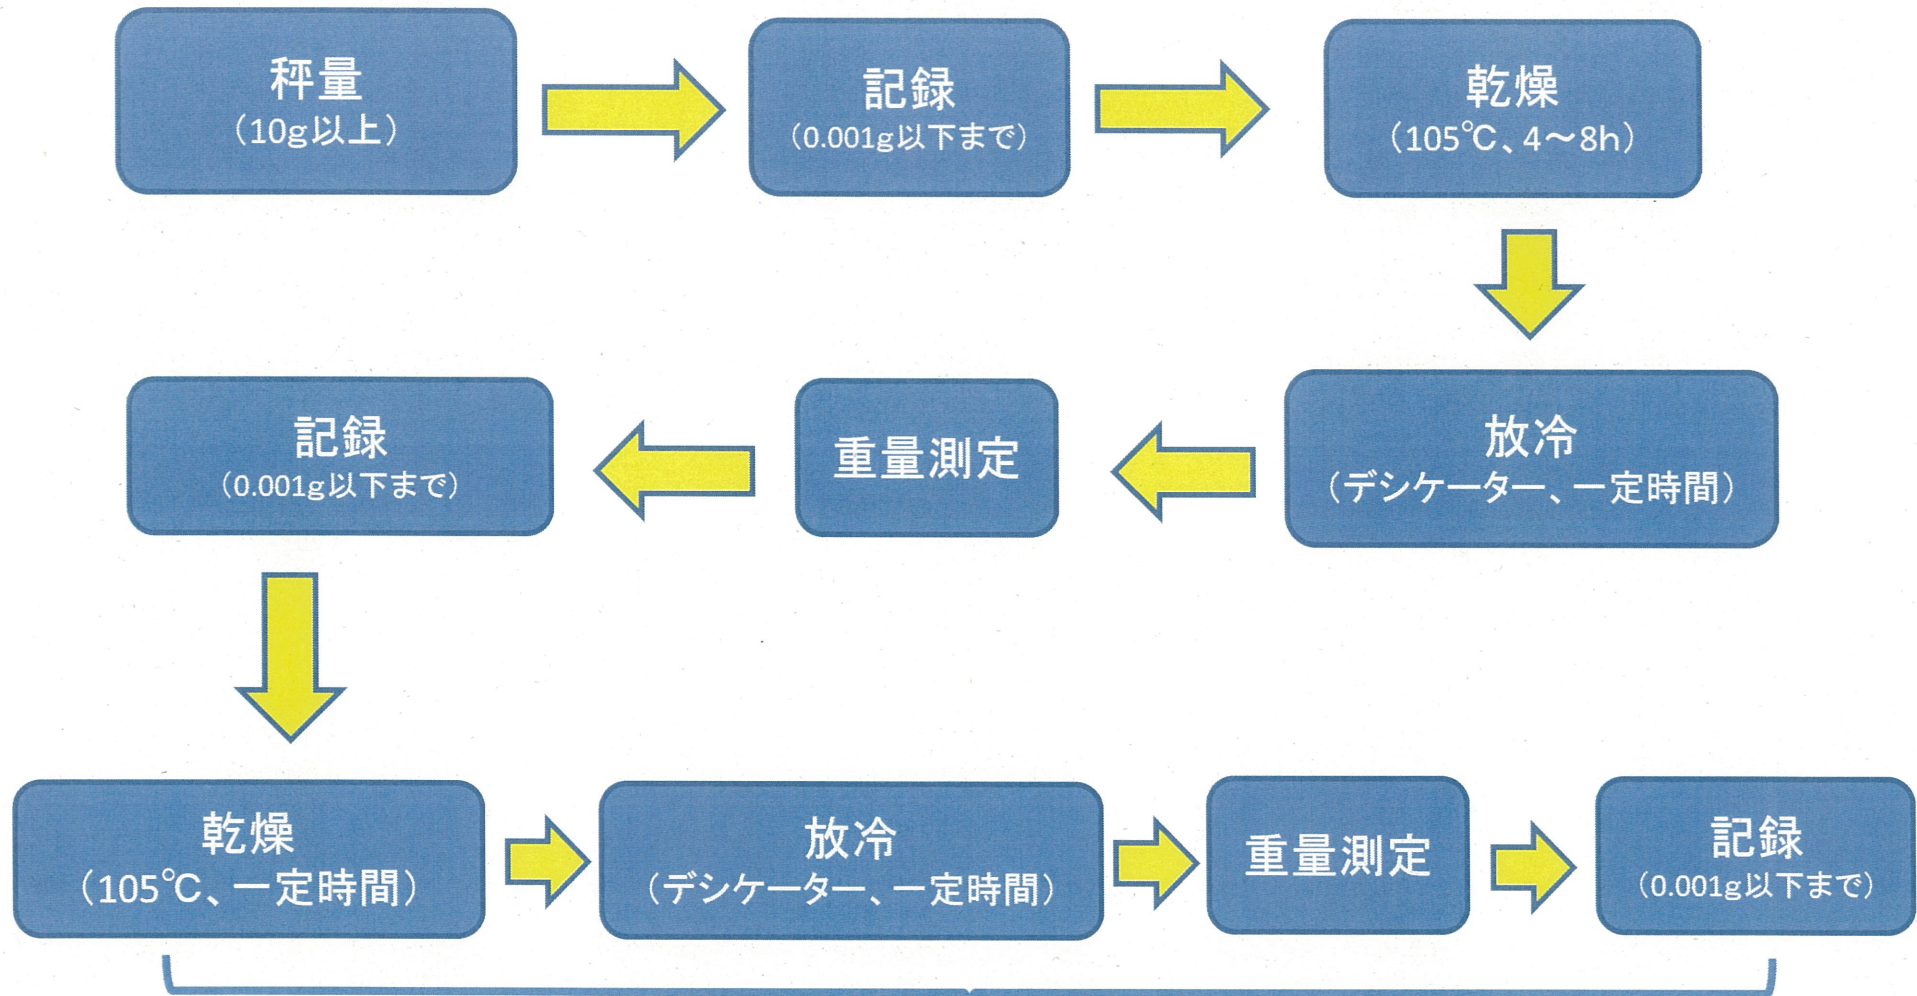 秤量
（10g以上）
記録
（0.001g以下まで）
乾燥
（105℃、4～8h）
放冷
（デシケーター、一定時間）
重量測定
記録
（0.001g以下まで）
乾燥
（105℃、一定時間）
放冷
（デシケーター、一定時間）
重量測定
記録
（0.001g以下まで）